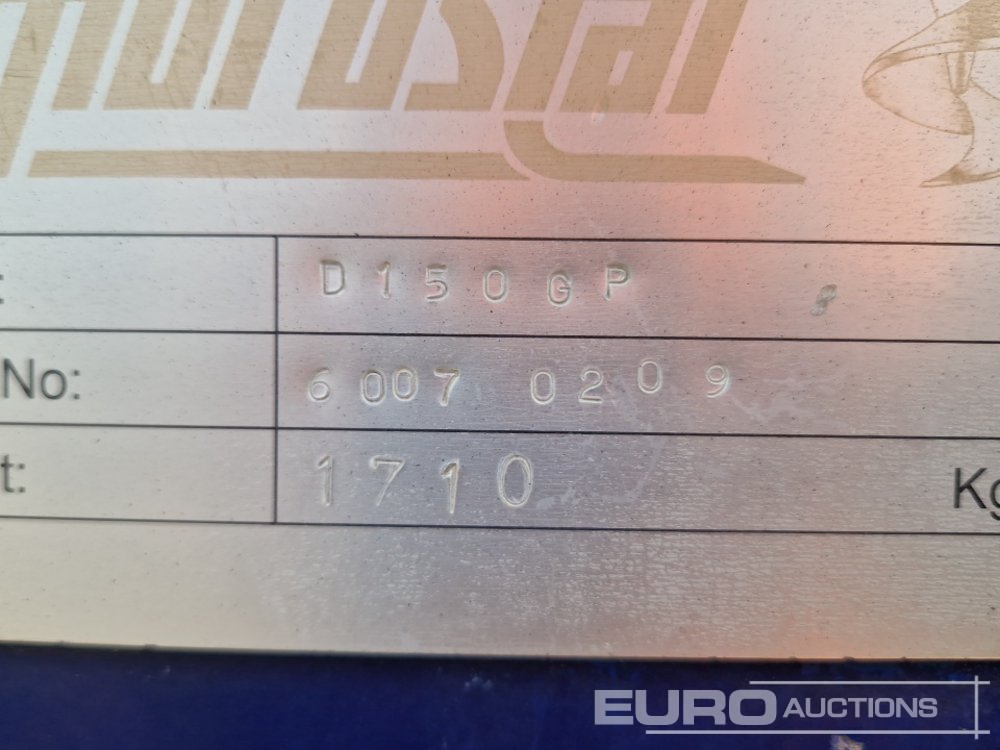 D150GP
No: 6007 0209
t: 1710 Kg
EURO AUCTIONS